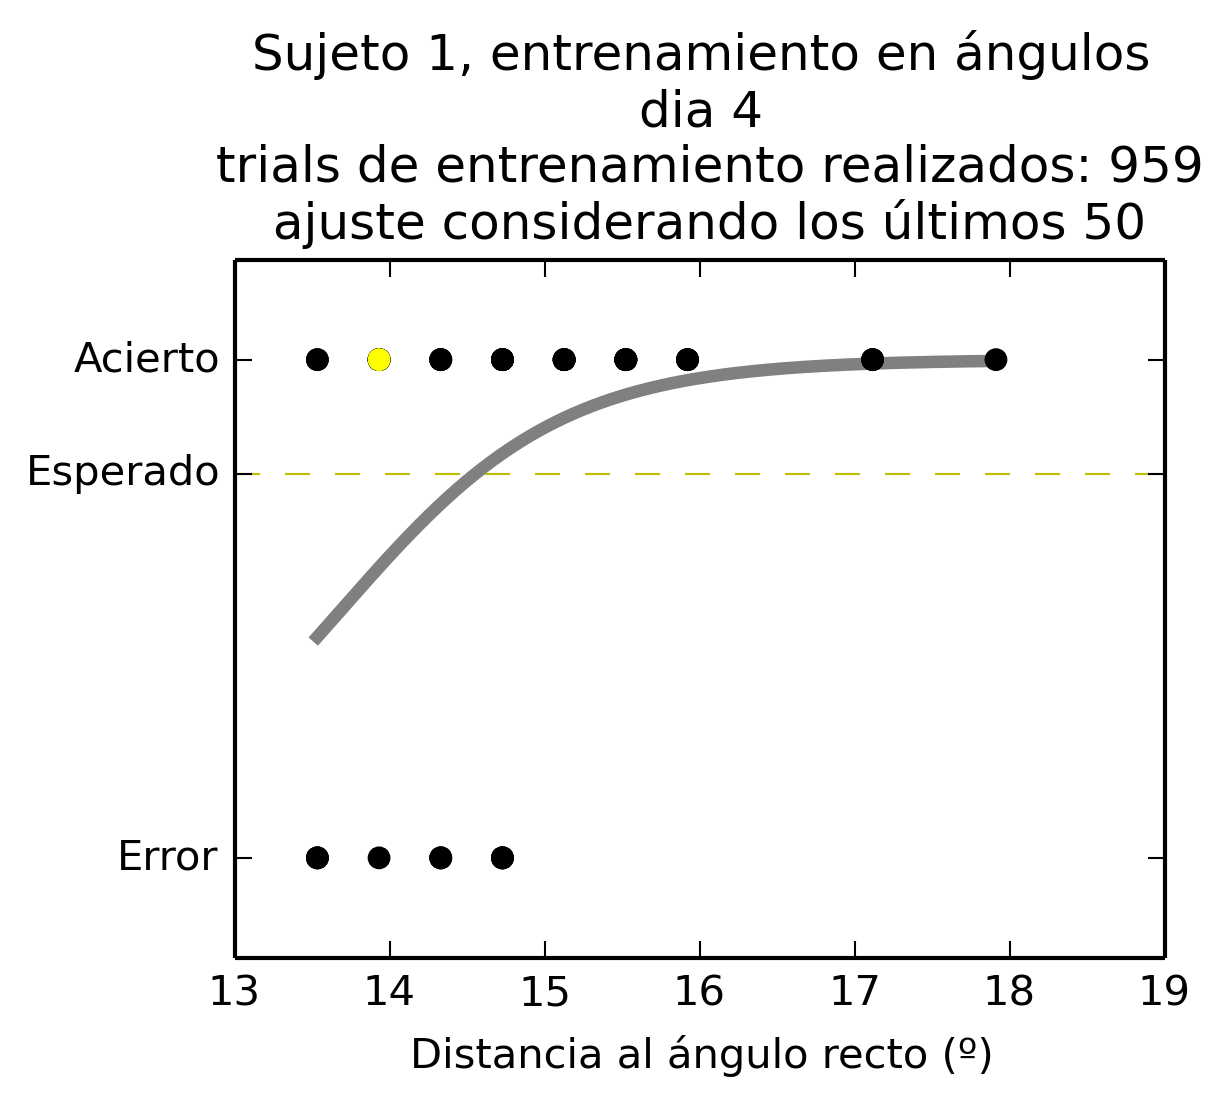 Sujeto 1, entrenamiento en ángulos
dia 4
trials de entrenamiento realizados: 959
ajuste considerando los últimos 50
Acierto
Esperado
Error
13 14 15 16 17 18 19
Distancia al ángulo recto (º)